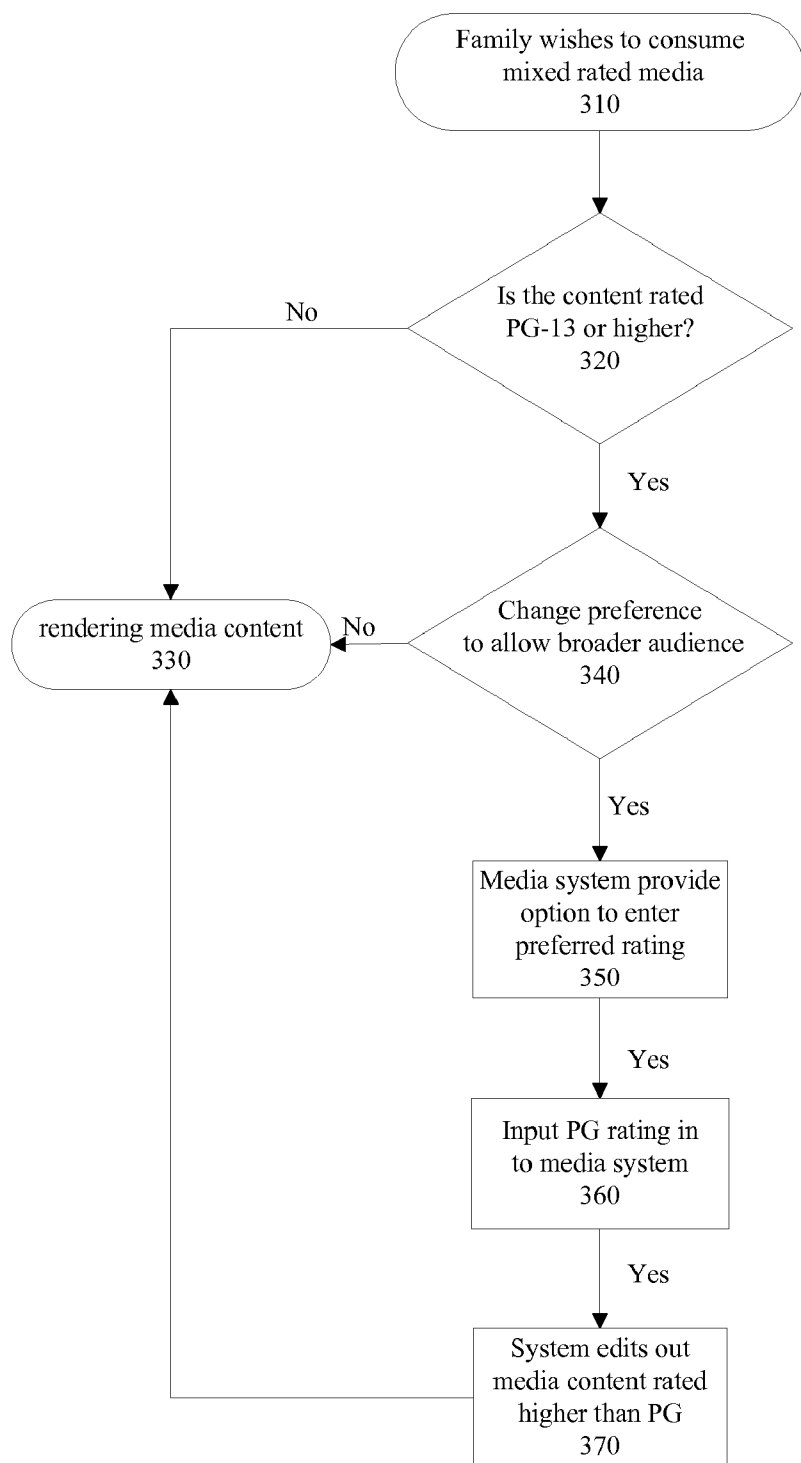 Family wishes to consume
mixed rated media
310
Is the content rated
PG-13 or higher?
320
No
Yes
rendering media content
330
No
Change preference
to allow broader audience
340
Yes
Media system provide
option to enter
preferred rating
350
Yes
Input PG rating in
to media system
360
Yes
System edits out
media content rated
higher than PG
370